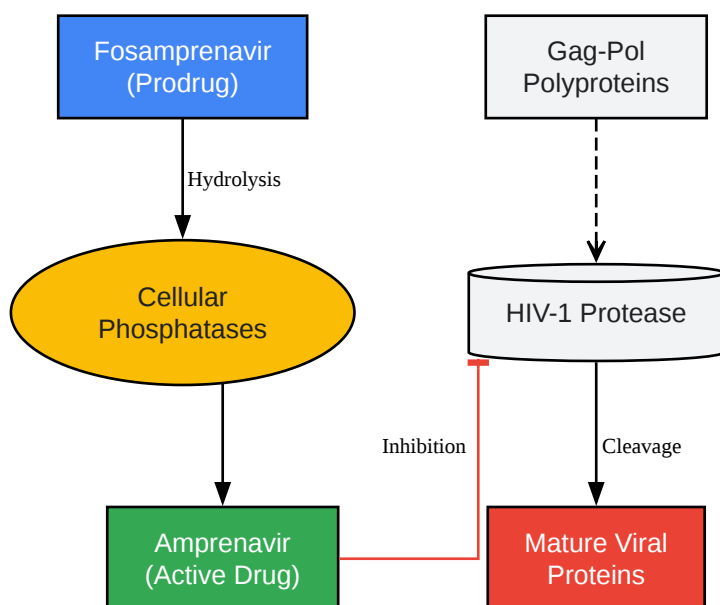 Fosamprenavir
(Prodrug)
Gag-Pol
Polyproteins
Hydrolysis
Cellular
Phosphatases
HIV-1 Protease
Inhibition
Cleavage
Amprenavir
(Active Drug)
Mature Viral
Proteins